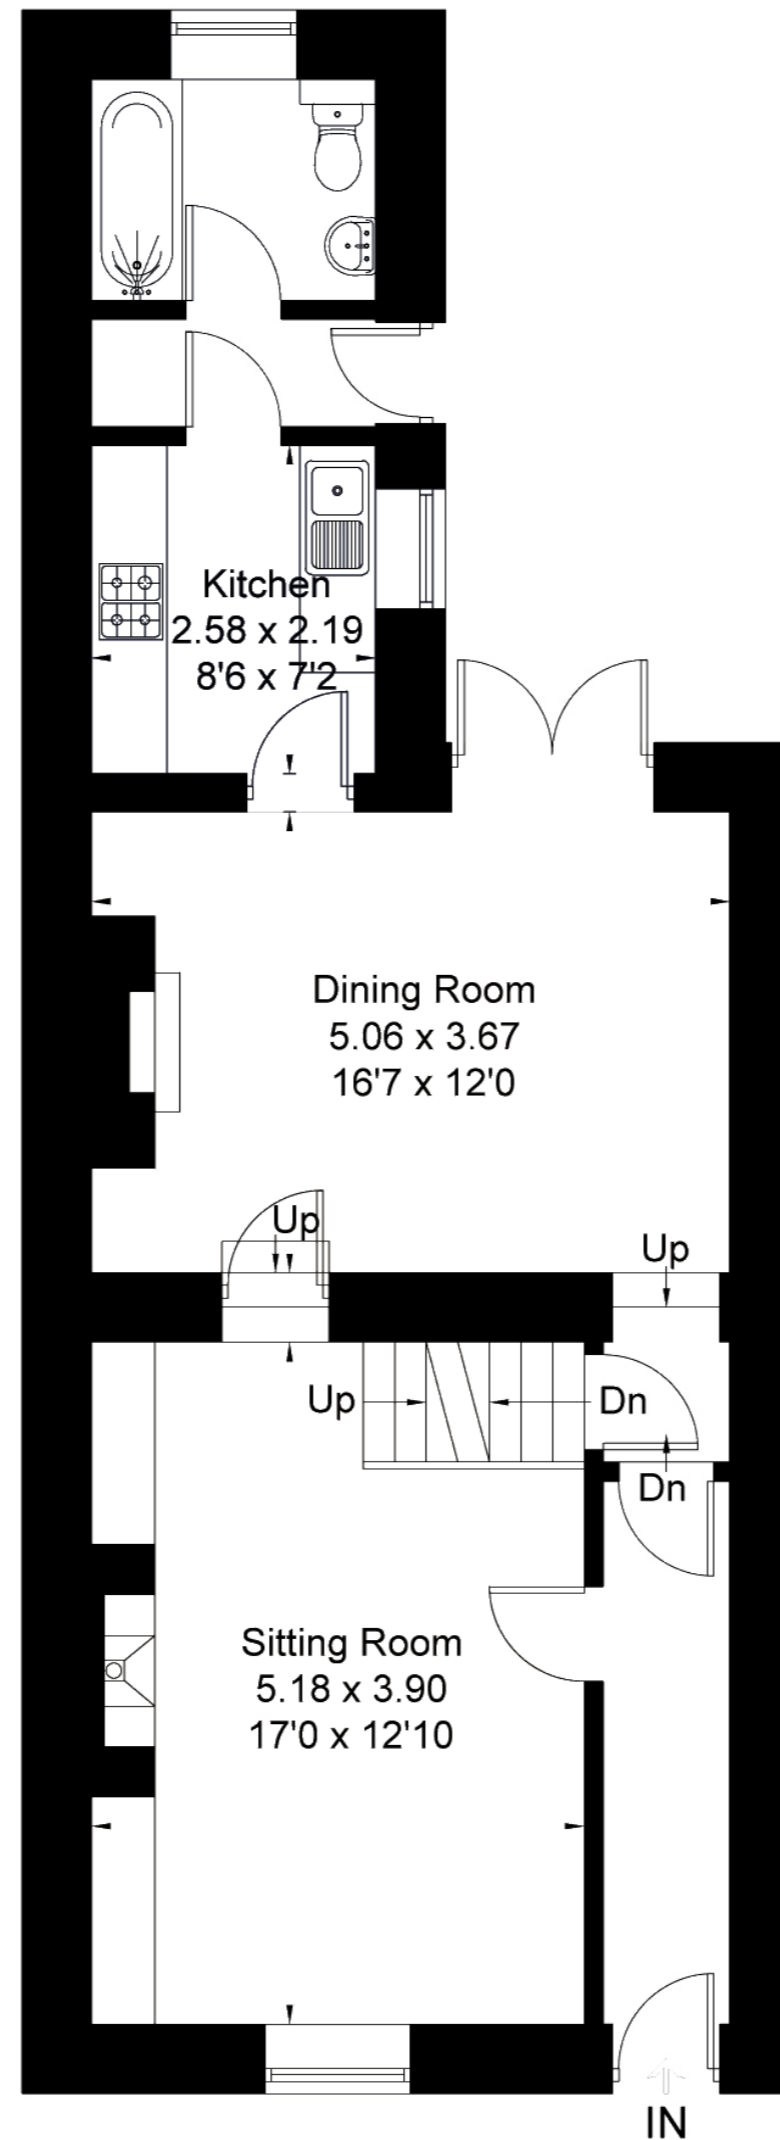 Kitchen
2.58 x 2.19
8'6 x 7'2
Dining Room
5.06 x 3.67
16'7 x 12'0
Up
Up
Up
Dn
Dn
Sitting Room
5.18 x 3.90
17'0 x 12'10
IN